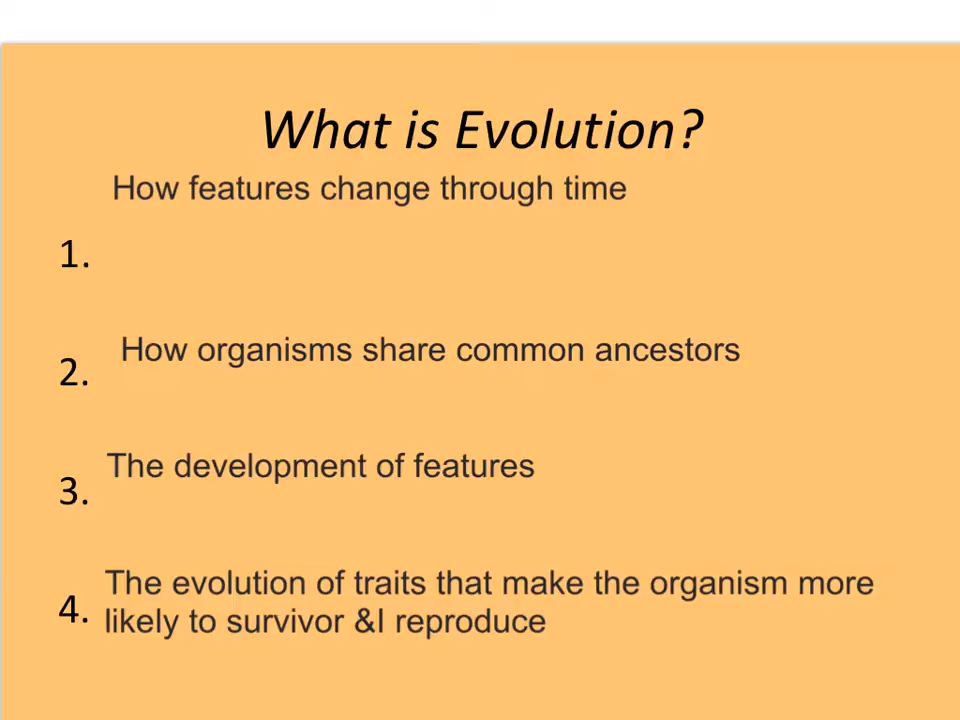 What is Evolution?
How features change through time
1.
How organisms share common ancestors
2.
The development of features
3.
The evolution of traits that make the organism more
4.
likely to survivor &I reproduce